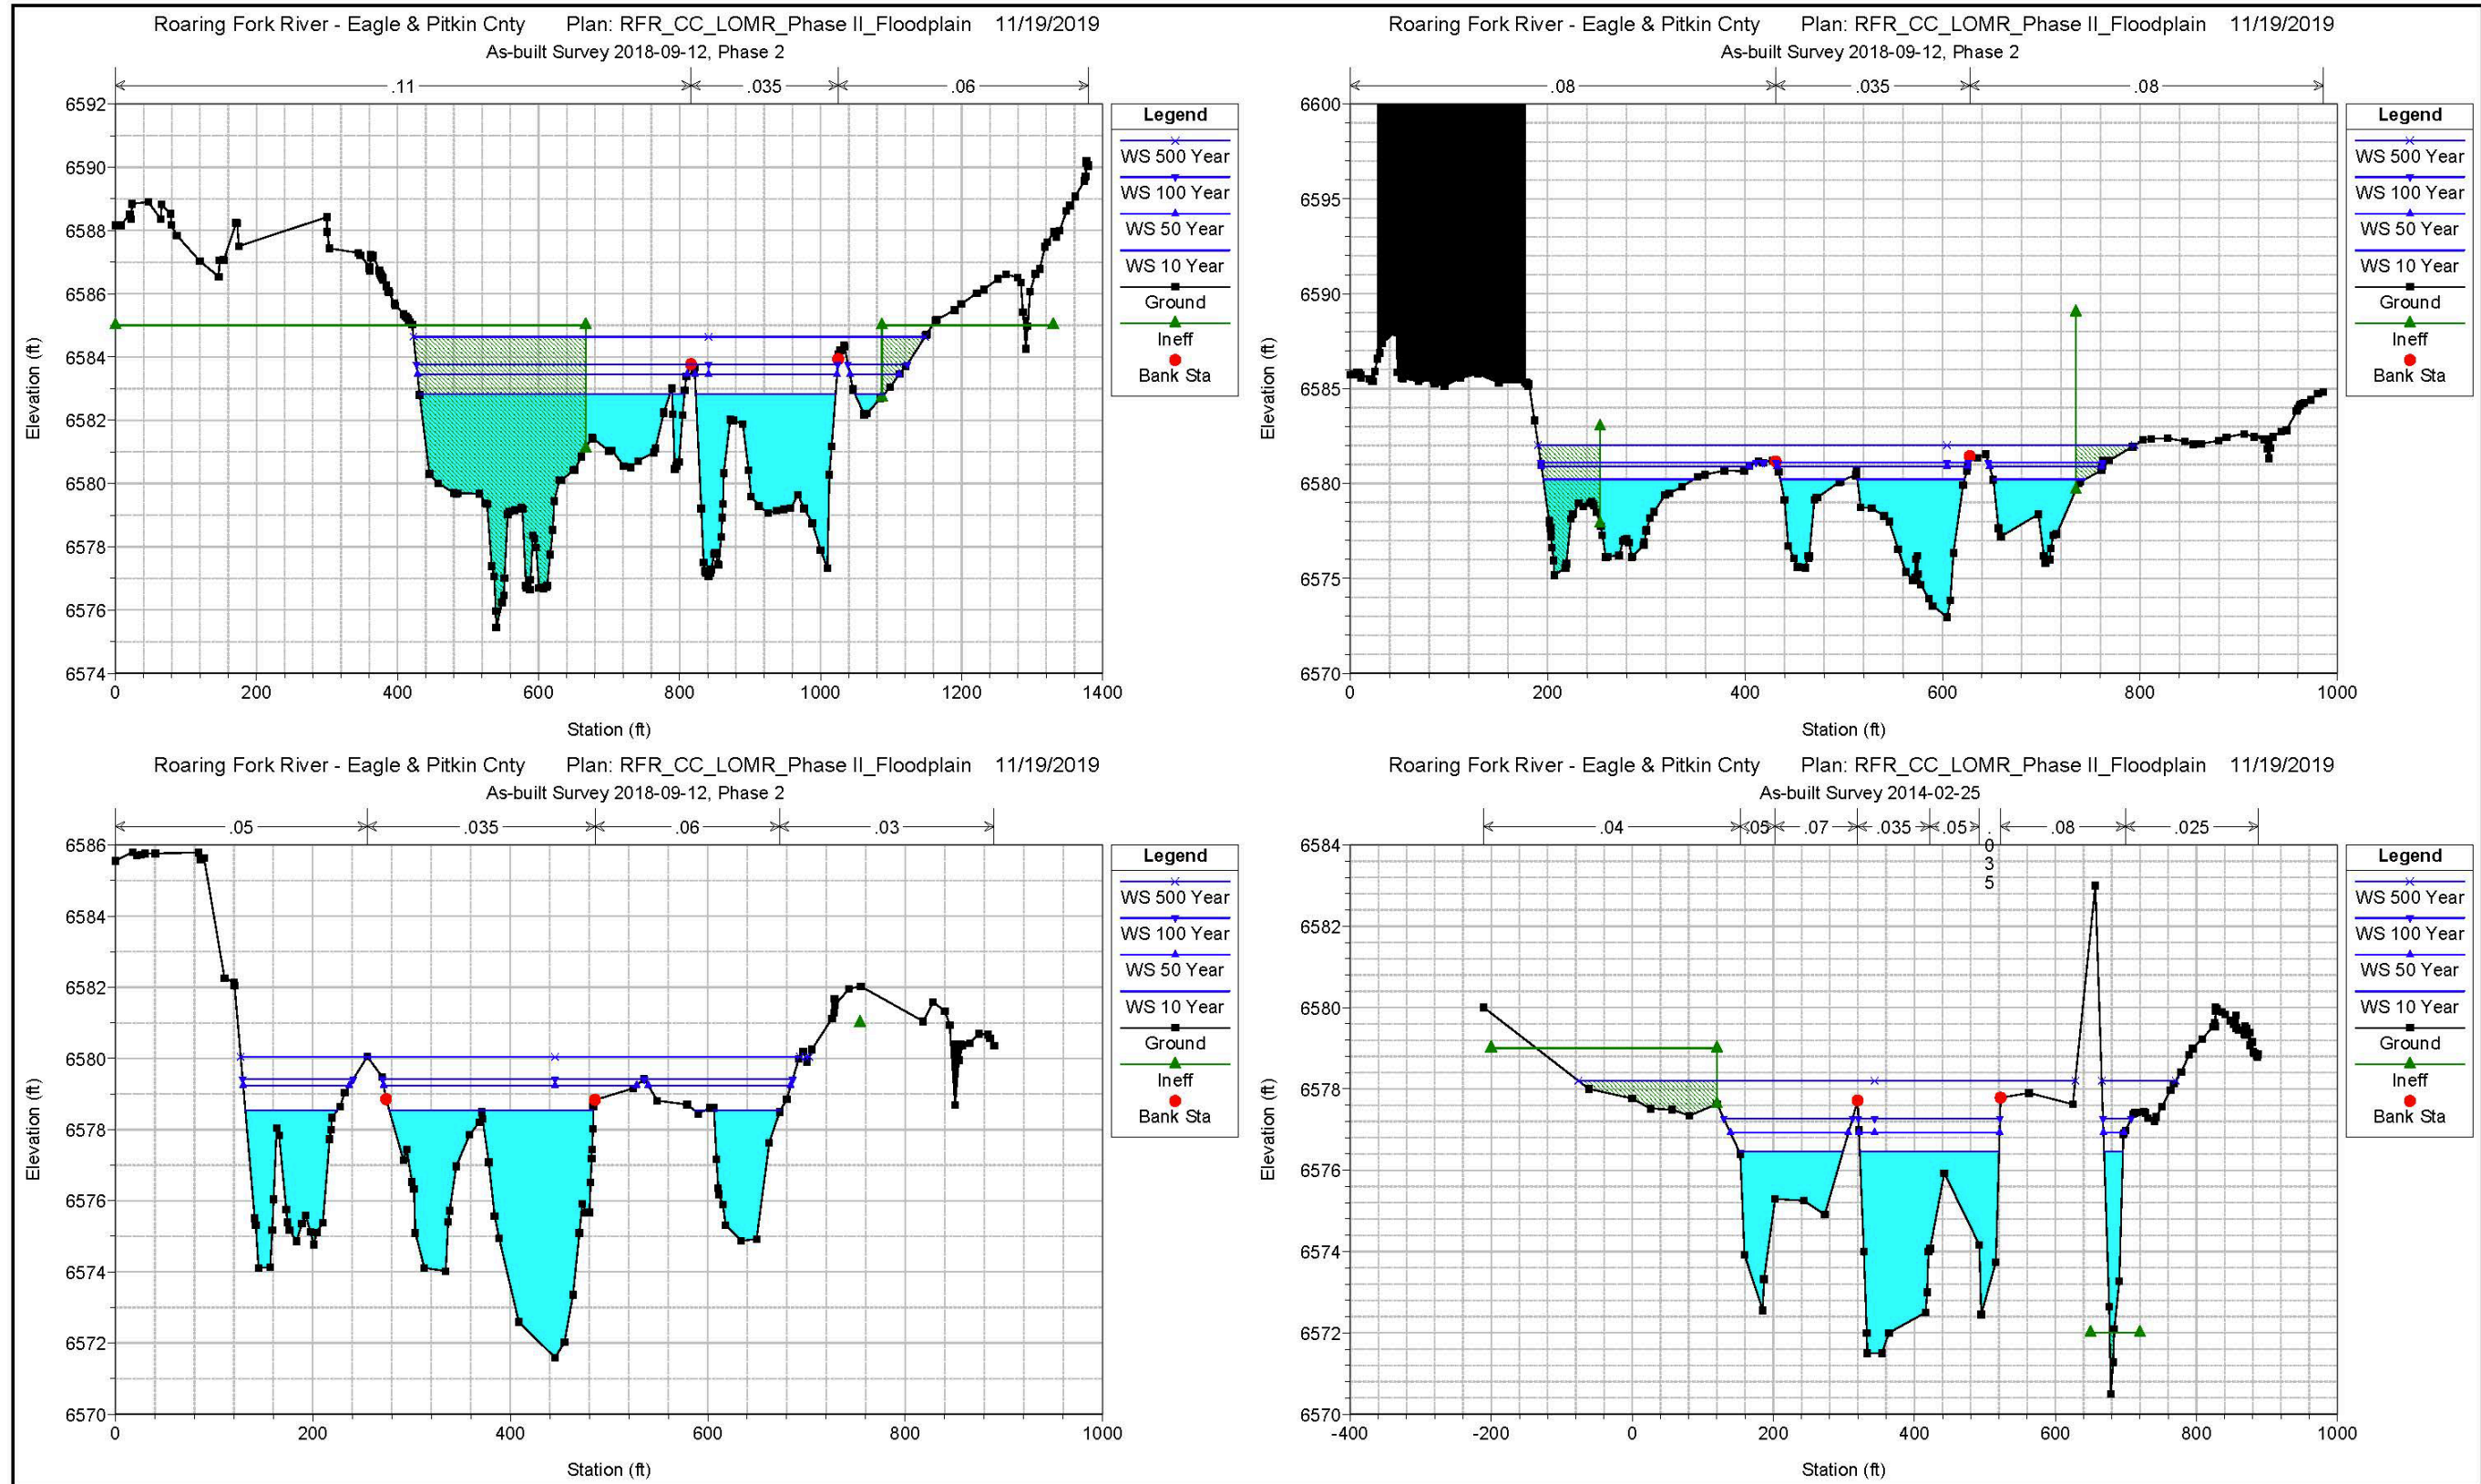 Roaring Fork River - Eagle & Pitkin Cnty Plan: RFR_CC_LOMR_Phase II_Floodplain 11/19/2019
As-built Survey 2018-09-12, Phase 2
.11 .035 .06
6592
6590
6588
6586
6584
6582
6580
6578
6576
6574
Elevation (ft)
0 200 400 600 800 1000 1200 1400
Station (ft)
Legend
WS 500 Year
WS 100 Year
WS 50 Year
WS 10 Year
Ground
Ineff
Bank Sta
Roaring Fork River - Eagle & Pitkin Cnty Plan: RFR_CC_LOMR_Phase II_Floodplain 11/19/2019
As-built Survey 2018-09-12, Phase 2
.08 .035 .08
6600
6595
6590
6585
6580
6575
6570
Elevation (ft)
0 200 400 600 800 1000
Station (ft)
Legend
WS 500 Year
WS 100 Year
WS 50 Year
WS 10 Year
Ground
Ineff
Bank Sta
Roaring Fork River - Eagle & Pitkin Cnty Plan: RFR_CC_LOMR_Phase II_Floodplain 11/19/2019
As-built Survey 2018-09-12, Phase 2
.05 .035 .06 .03
6586
6584
6582
6580
6578
6576
6574
6572
6570
Elevation (ft)
0 200 400 600 800 1000
Station (ft)
Legend
WS 500 Year
WS 100 Year
WS 50 Year
WS 10 Year
Ground
Ineff
Bank Sta
Roaring Fork River - Eagle & Pitkin Cnty Plan: RFR_CC_LOMR_Phase II_Floodplain 11/19/2019
As-built Survey 2014-02-25
.04 .05 .07 .035 .05 .035 .08 .025
6584
6582
6580
6578
6576
6574
6572
6570
Elevation (ft)
-400 -200 0 200 400 600 800 1000
Station (ft)
Legend
WS 500 Year
WS 100 Year
WS 50 Year
WS 10 Year
Ground
Ineff
Bank Sta